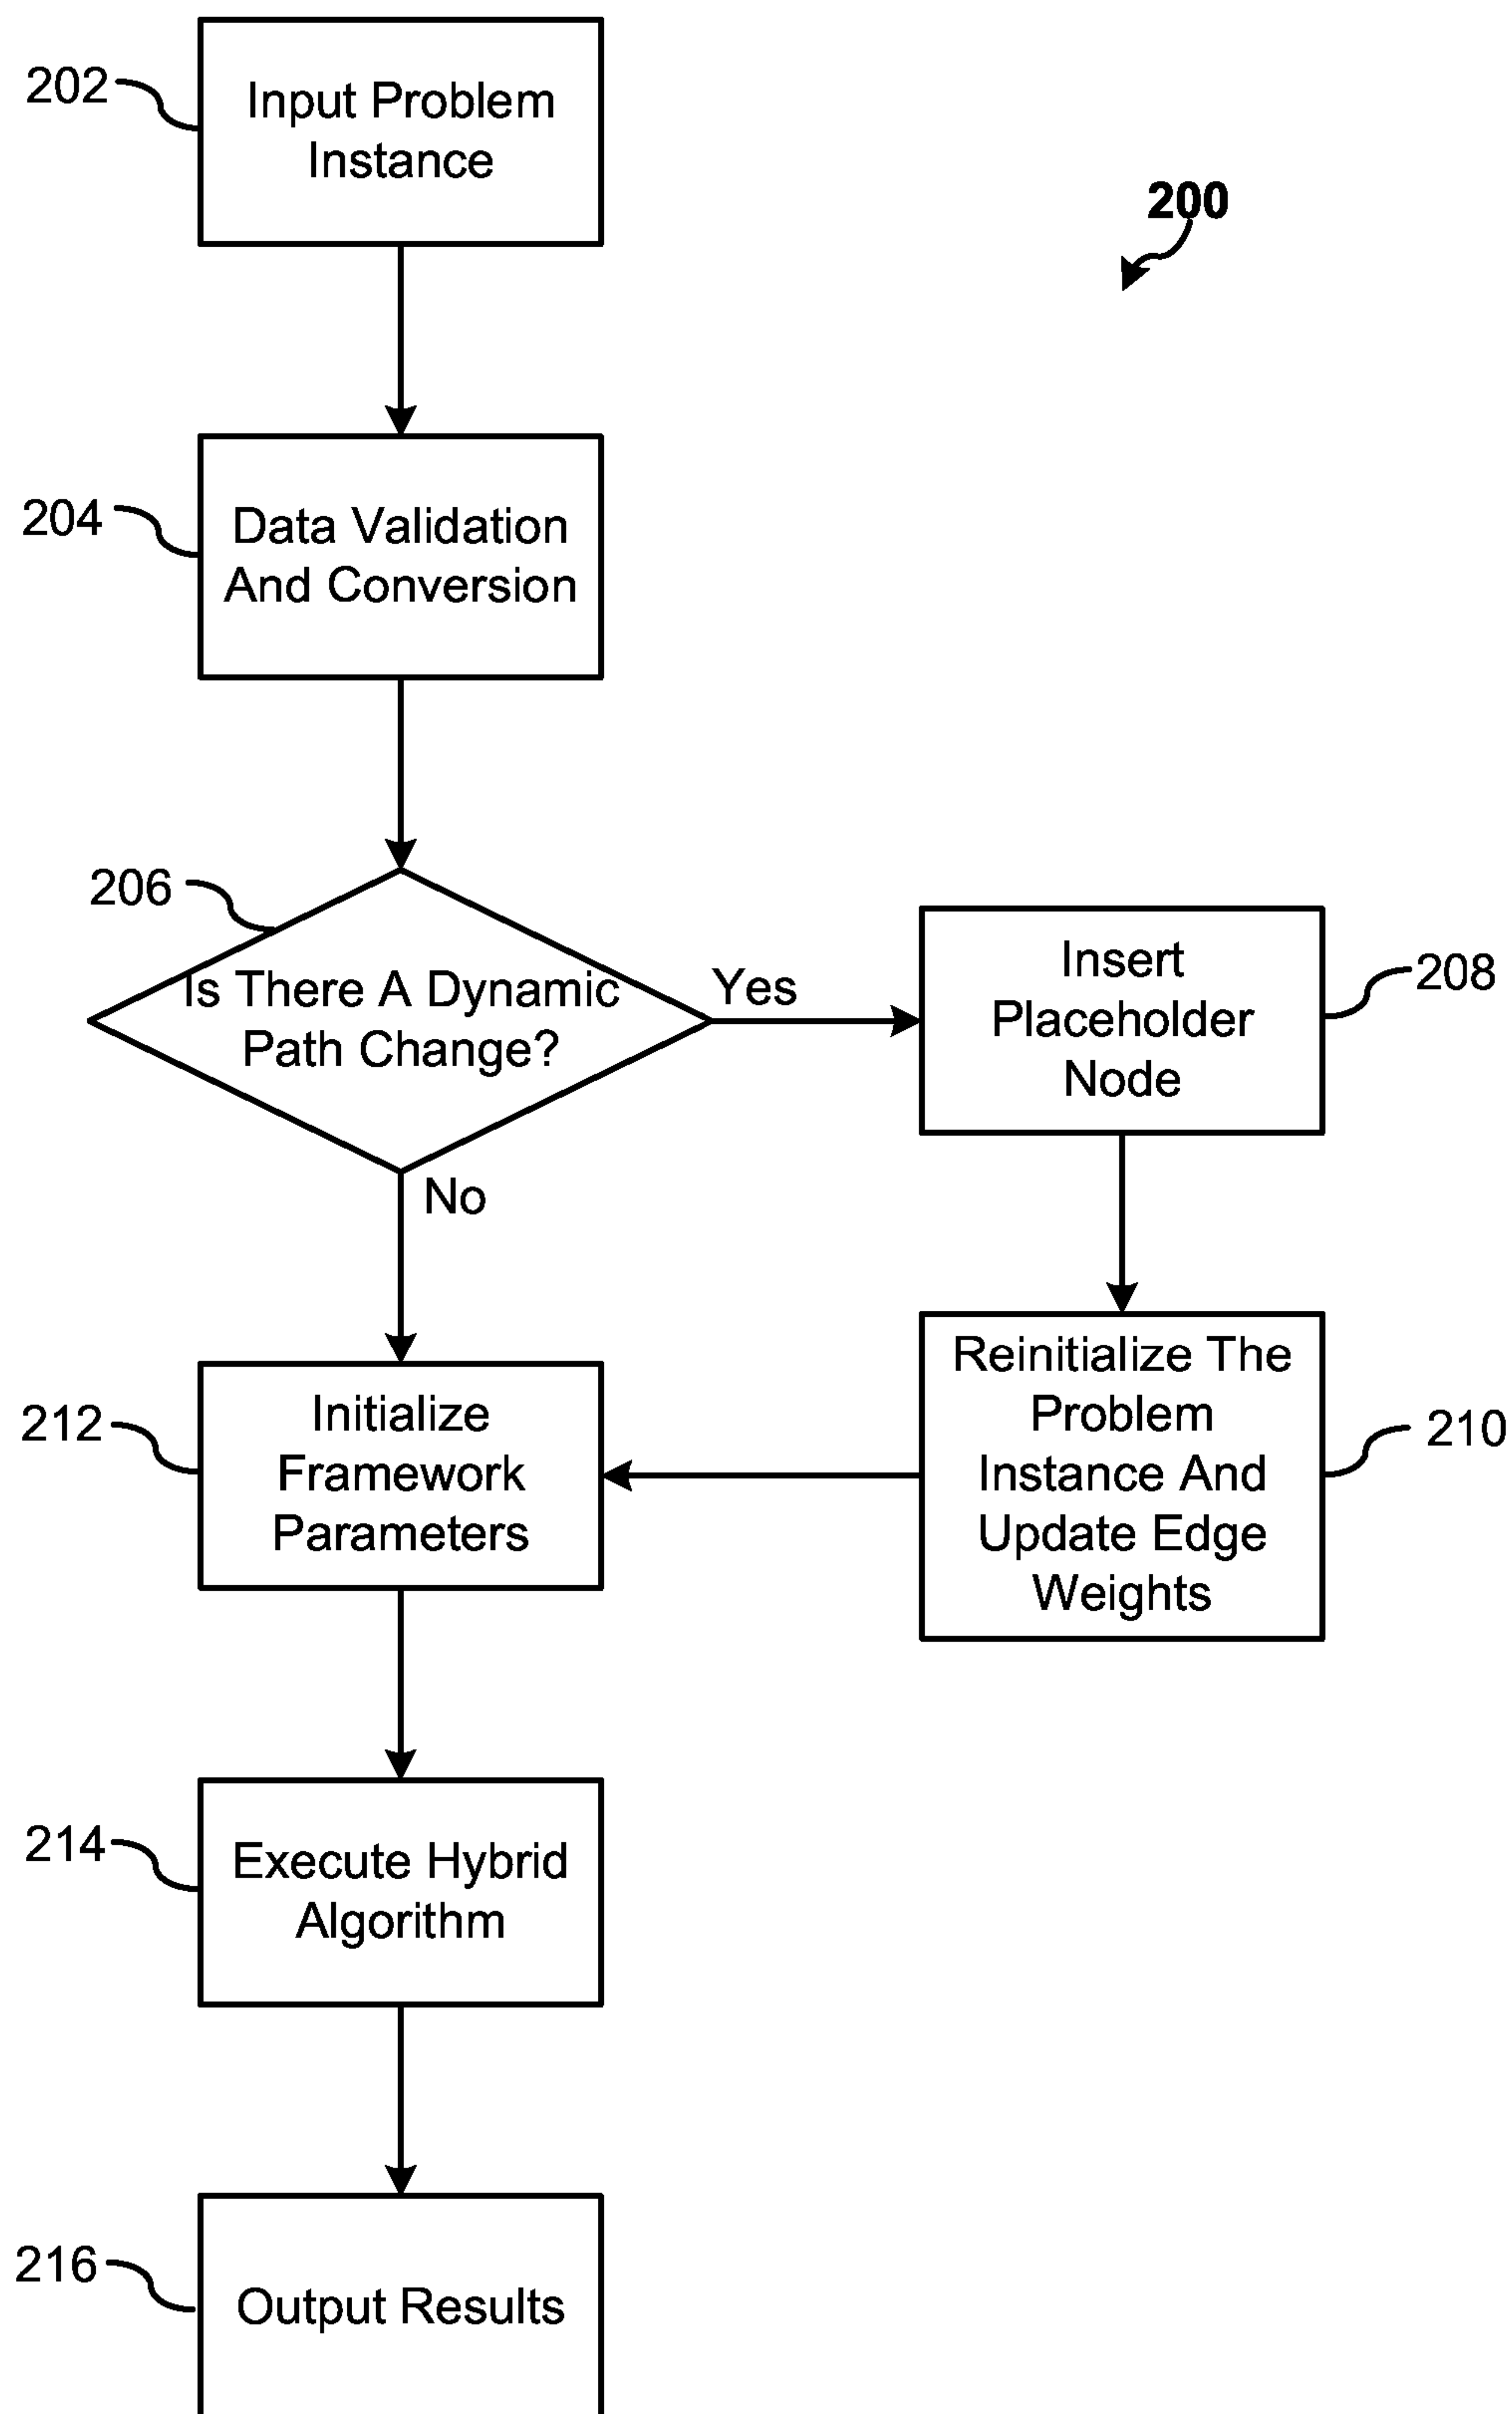 202
Input Problem
Instance
200
204
Data Validation
And Conversion
206
Is There A Dynamic
Path Change?
Yes
No
Insert
Placeholder
Node
208
212
Initialize
Framework
Parameters
Reinitialize The
Problem
Instance And
Update Edge
Weights
210
214
Execute Hybrid
Algorithm
216
Output Results